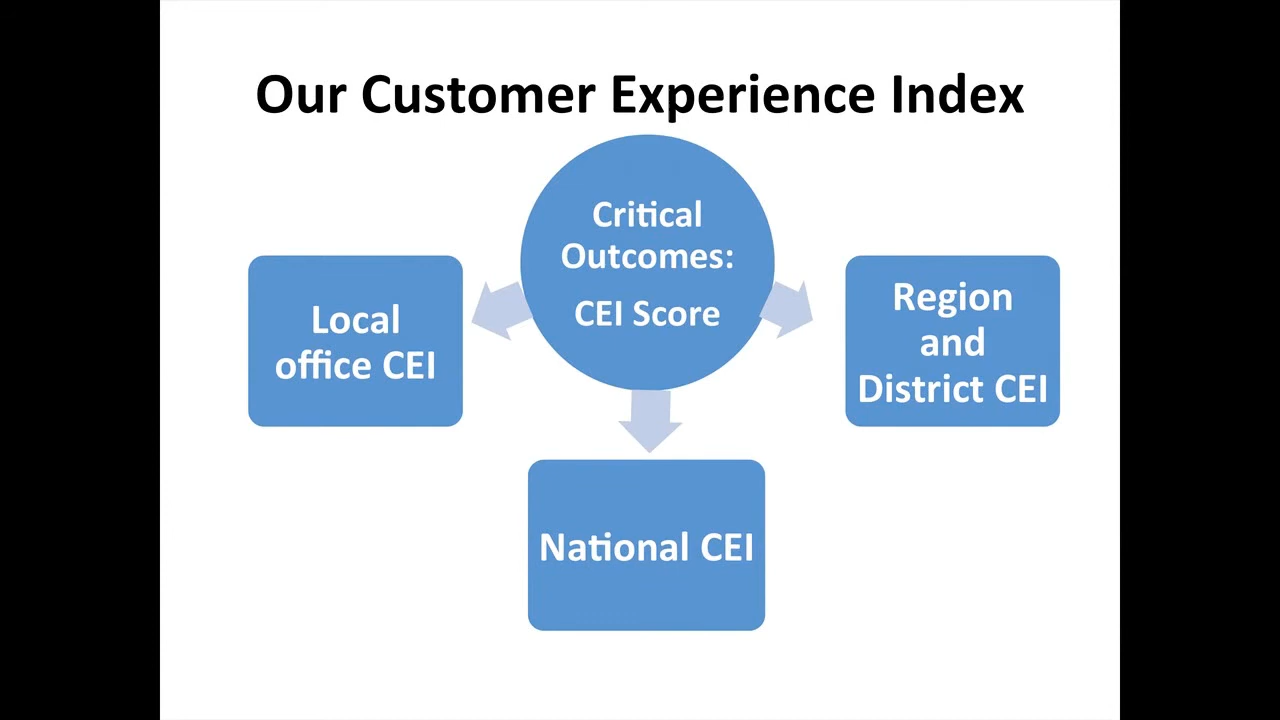 Our Customer Experience Index
Critical
Outcomes:
CEI Score
Local
office CEI
Region
and
District CEI
National CEI